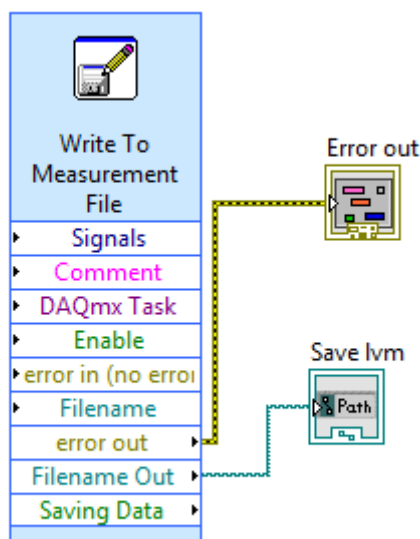 Write To
Measurement
File
Signals
Comment
DAQmx Task
Enable
error in (no erroı
Filename
error out
Filename Out
Saving Data
Error out
Save lvm
Path